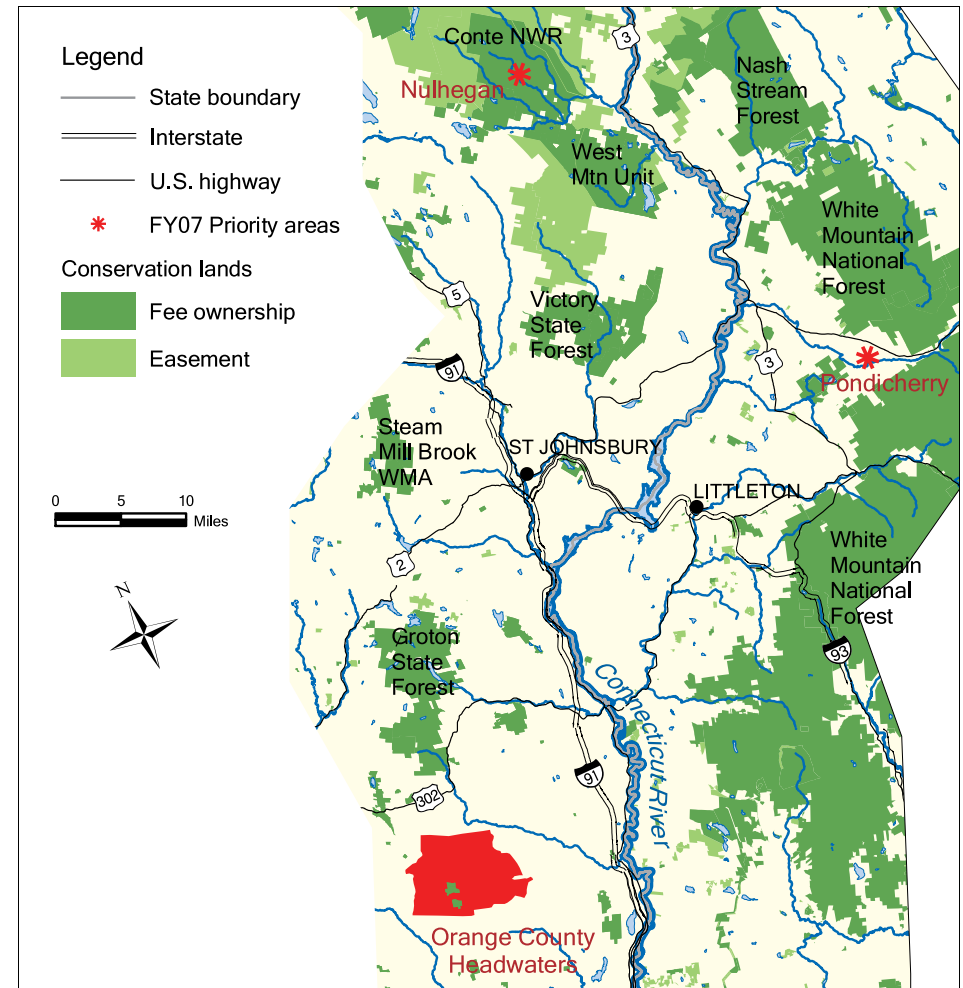 Legend
State boundary
Interstate
U.S. highway
FY07 Priority areas
Conservation lands
Fee ownership
Easement
0 5 10
Miles
N
3
Conte NWR
Nulhegan
Nash
Stream
Forest
West
Mtn Unit
White
Mountain
National
Forest
5
Victory
State
Forest
3
Pondicherry
91
Steam
Mill Brook
WMA
ST JOHNSBURY
LITTLETON
2
White
Mountain
National
Forest
Groton
State
Forest
93
Connecticur River
91
302
Orange County
Headwaters